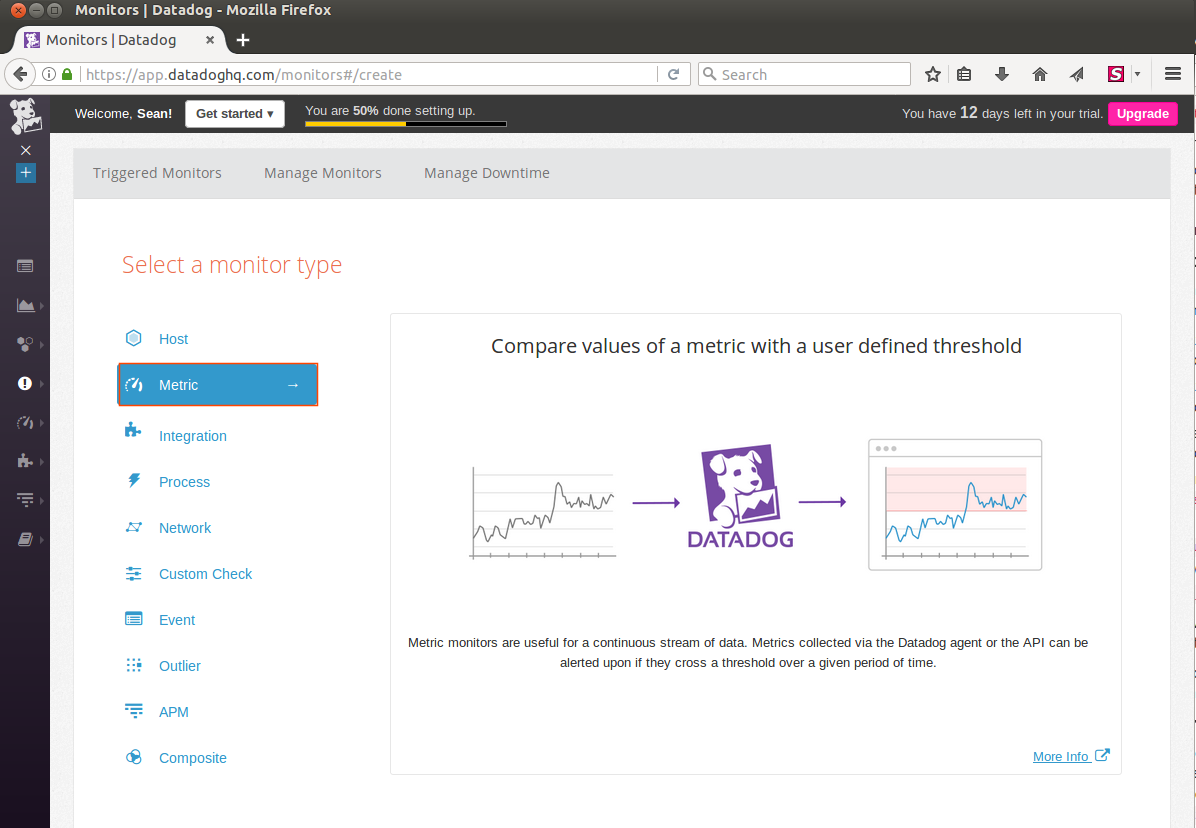 Monitors | Datadog - Mozilla Firefox
Monitors | Datadog
https://app.datadoghq.com/monitors#/create
Search
Welcome, Sean!
Get started ▾
You are 50% done setting up.
You have 12 days left in your trial.
Upgrade
Triggered Monitors
Manage Monitors
Manage Downtime
Select a monitor type
Host
Metric →
Integration
Process
Network
Custom Check
Event
Outlier
APM
Composite
Compare values of a metric with a user defined threshold
DATADOG
Metric monitors are useful for a continuous stream of data. Metrics collected via the Datadog agent or the API can be
alerted upon if they cross a threshold over a given period of time.
More Info